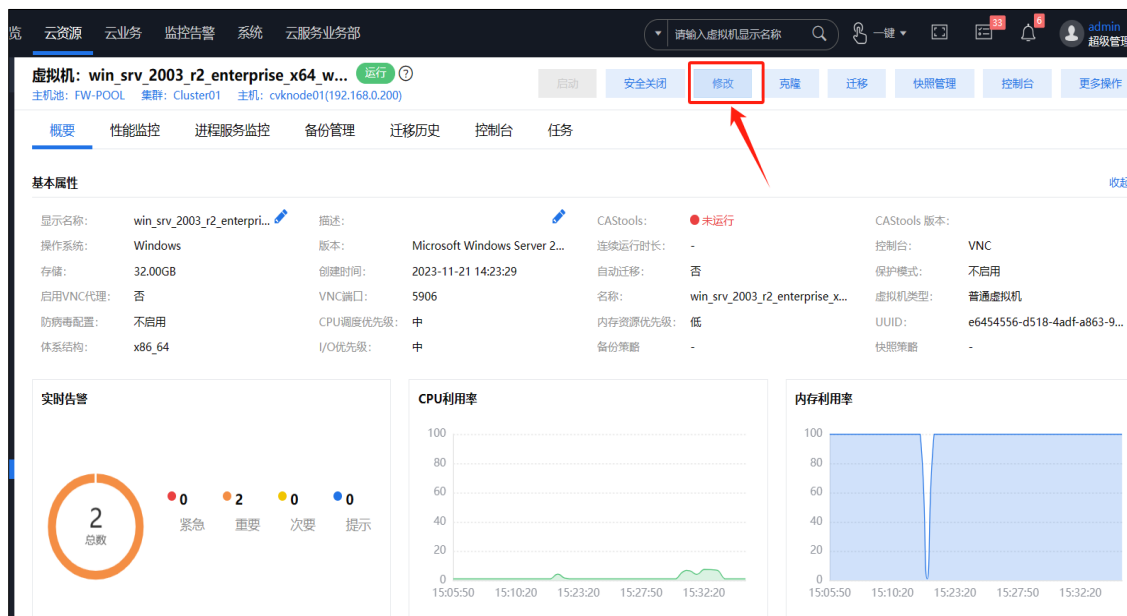 览 云资源 云业务 监控告警 系统 云服务业务部 请输入虚拟机显示名称 一键 33 6 admin
超级管理
虚拟机：win_srv_2003_r2_enterprise_x64_w... 运行 ?
主机池：FW-POOL 集群：Cluster01 主机：cvknode01(192.168.0.200)
启动 安全关闭 修改 克隆 迁移 快照管理 控制台 更多操作
概要 性能监控 进程服务监控 备份管理 迁移历史 控制台 任务
基本属性 收起
显示名称: win_srv_2003_r2_enterpri... 描述: CAStools: 未运行 CAStools 版本:
操作系统: Windows 版本: Microsoft Windows Server 2... 连续运行时长: - 控制台: VNC
存储: 32.00GB 创建时间: 2023-11-21 14:23:29 自动迁移: 否 保护模式: 不启用
启用VNC代理: 否 VNC端口: 5906 名称: win_srv_2003_r2_enterprise_x... 虚拟机类型: 普通虚拟机
防病毒配置: 不启用 CPU调度优先级: 中 内存资源优先级: 低 UUID: e6454556-d518-4adf-a863-9...
体系结构: x86_64 I/O优先级: 中 备份策略 - 快照策略 -
实时告警
2
总数
0 2 0 0
紧急 重要 次要 提示
CPU利用率
100
80
60
40
20
0
15:05:50 15:10:20 15:23:20 15:27:50 15:32:20
内存利用率
100
80
60
40
20
0
15:05:50 15:10:20 15:23:20 15:27:50 15:32:20